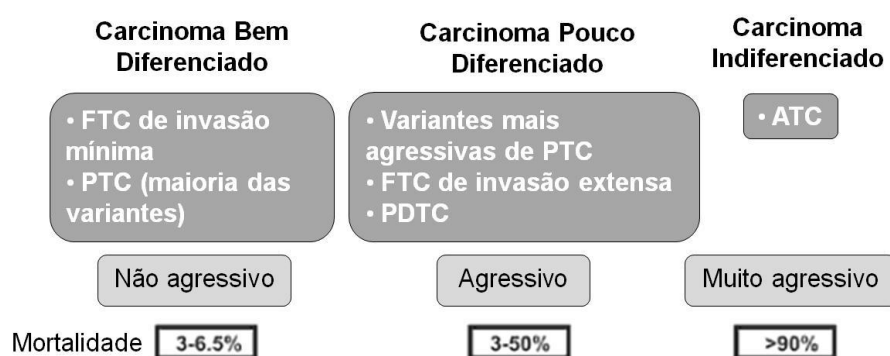 Carcinoma Bem
Diferenciado
• FTC de invasão
mínima
• PTC (maioria das
variantes)
Não agressivo
Carcinoma Pouco
Diferenciado
• Variantes mais
agressivas de PTC
• FTC de invasão extensa
• PDTC
Agressivo
Carcinoma
Indiferenciado
• ATC
Muito agressivo
Mortalidade 3-6.5% 3-50% >90%